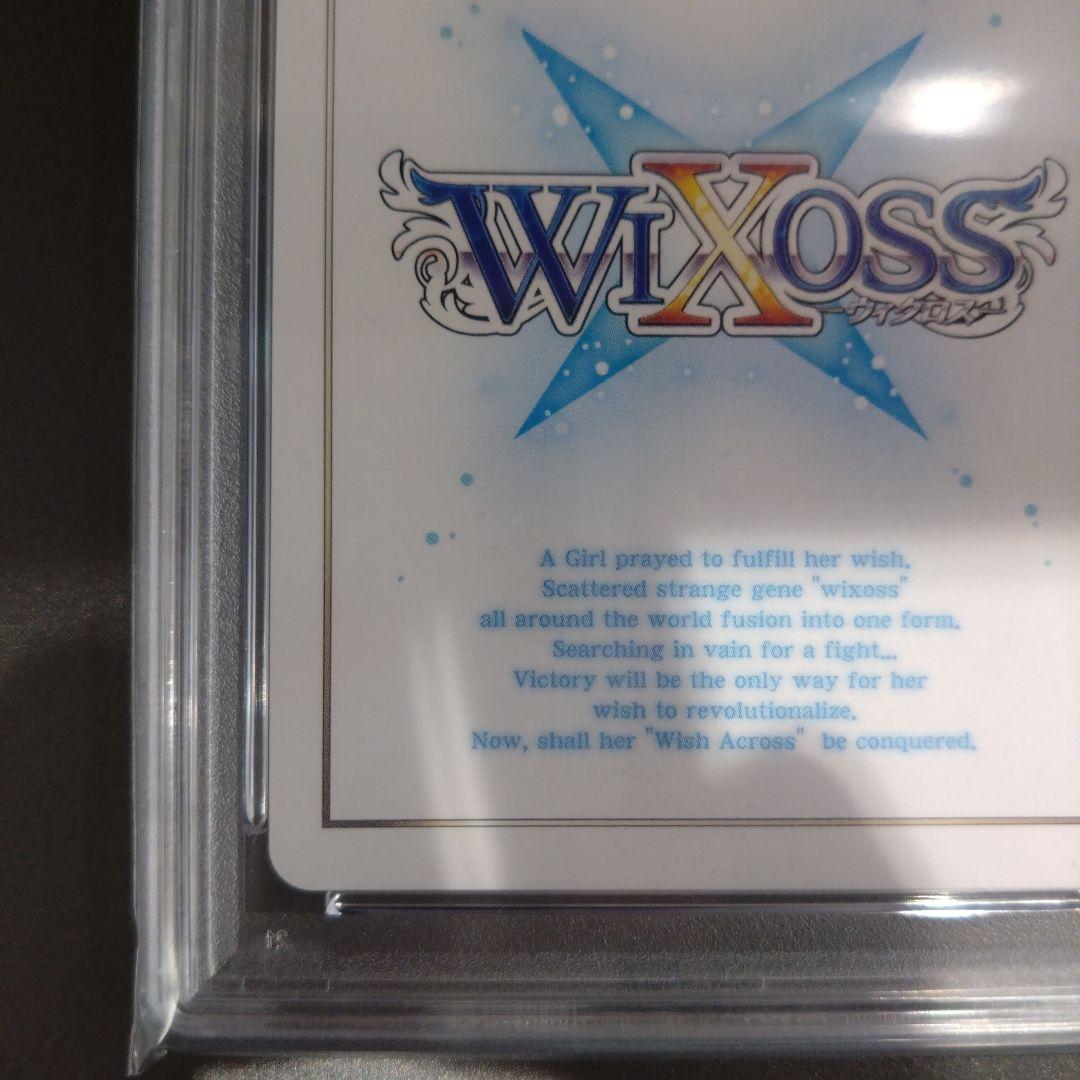 WIXOSS
ーウィクロスー
A Girl prayed to fulfill her wish.
Scattered strange gene "wixoss"
all around the world fusion into one form.
Searching in vain for a fight...
Victory will be the only way for her
wish to revolutionalize.
Now, shall her "Wish Across" be conquered.